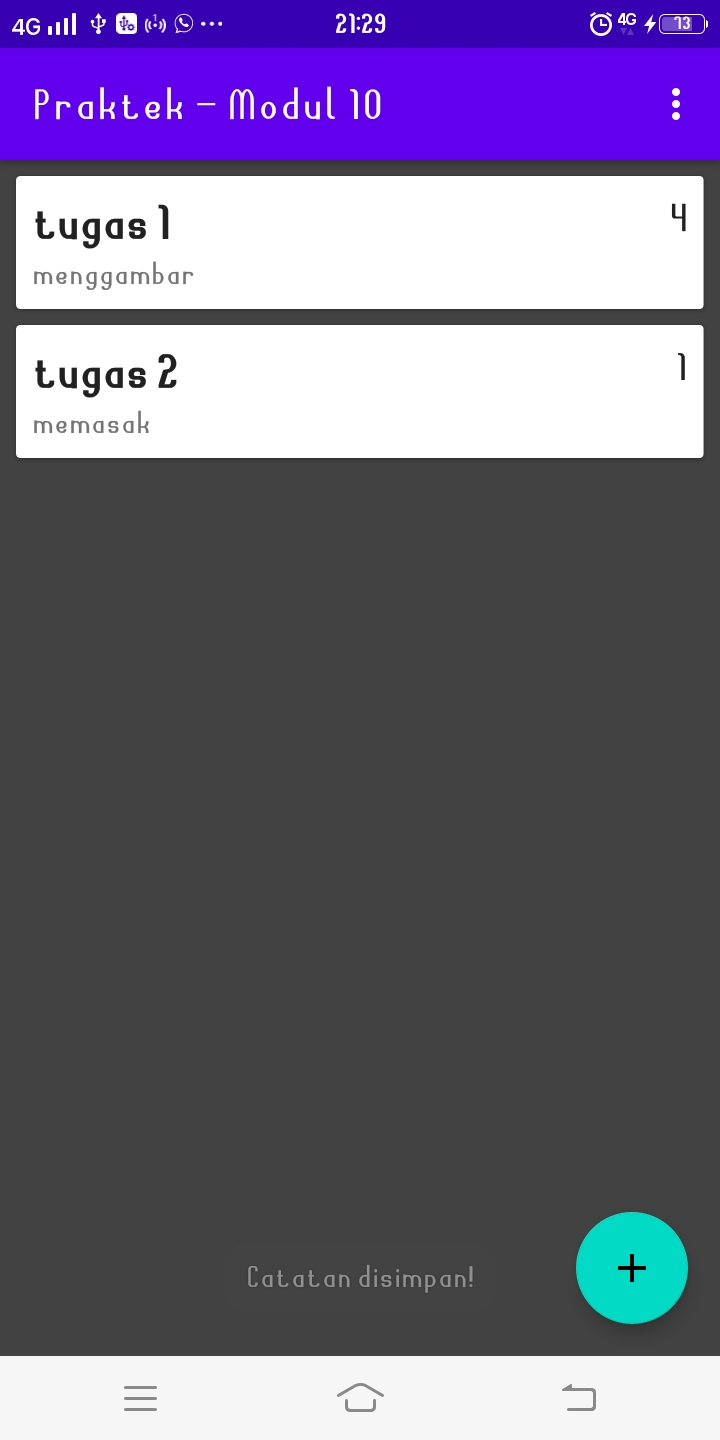 4G 21:29 4G 73
Praktek - Modul 10
tugas 1 4
menggambar
tugas 2 1
memasak
Catatan disimpan!